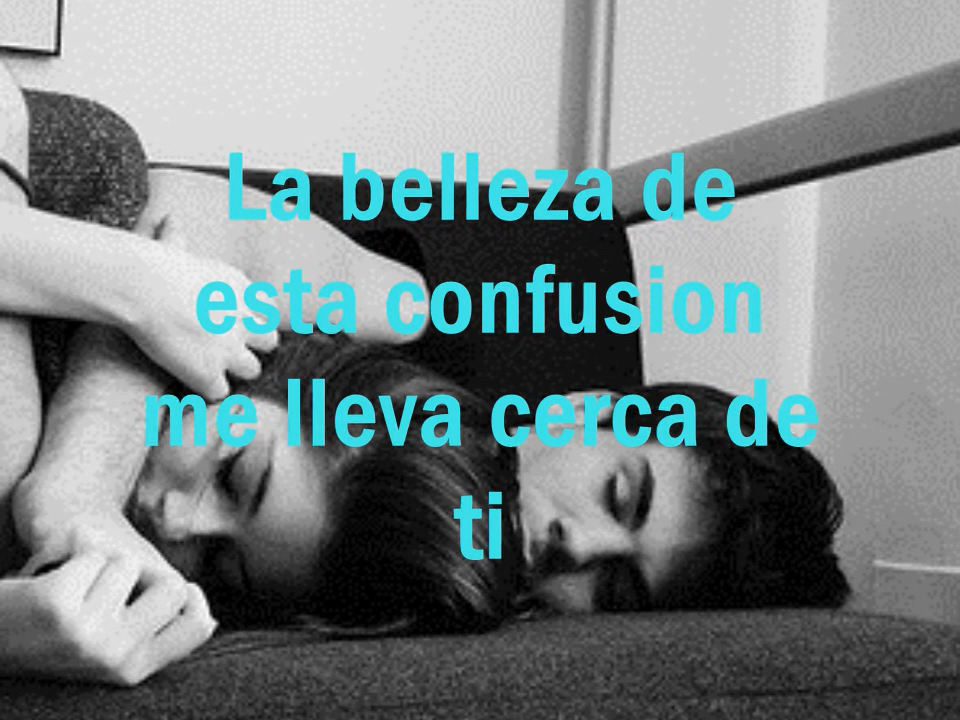 La belleza de
esta confusion
me lleva cerca de
ti